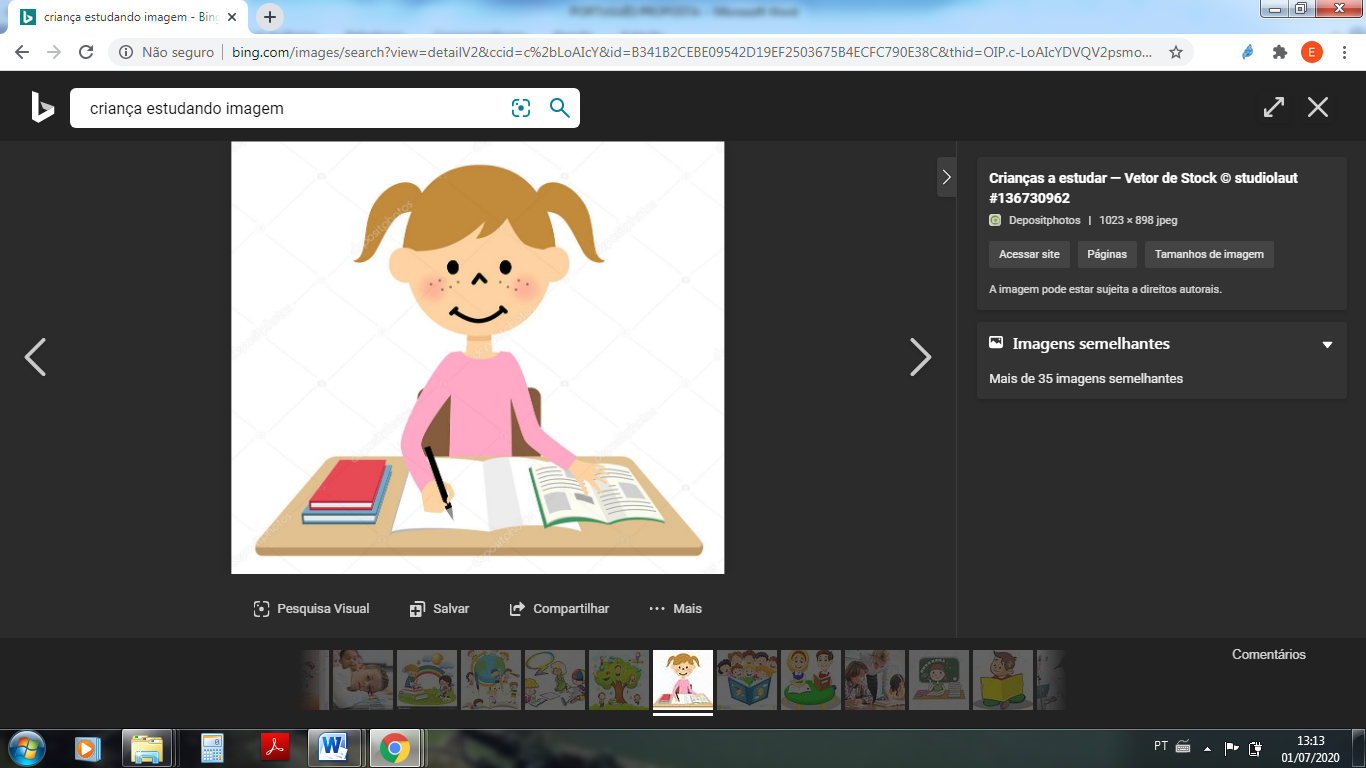 criança estudando imagem - Bing
PORTUGUÊS PROPOSTA - Microsoft Word
Não seguro
bing.com/images/search?view=detailV2&ccid=c%2bLoAIcY&id=B341B2CEBE09542D19EF2503675B4ECFC790E38C&thid=OIP.c-LoAIcYDVQV2psmo...
E
criança estudando imagem
Crianças a estudar — Vetor de Stock © studiolaut
#136730962
Depositphotos | 1023 × 898 jpeg
Acessar site
Páginas
Tamanhos de imagem
A imagem pode estar sujeita a direitos autorais.
Imagens semelhantes
Mais de 35 imagens semelhantes
depositphotos
Pesquisa Visual
Salvar
Compartilhar
Mais
Comentários
PT
13:13
01/07/2020